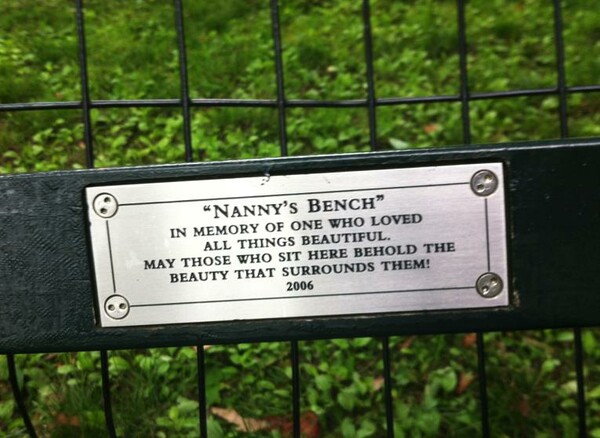 “NANNY’S BENCH”
IN MEMORY OF ONE WHO LOVED
ALL THINGS BEAUTIFUL.
MAY THOSE WHO SIT HERE BEHOLD THE
BEAUTY THAT SURROUNDS THEM!
2006